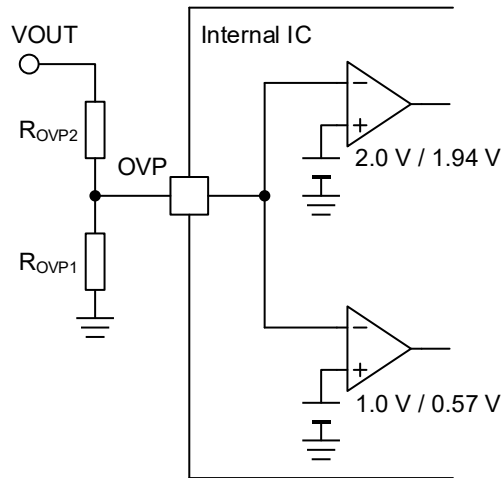 VOUT
Internal IC
−
+
ROVP2
OVP
2.0 V / 1.94 V
ROVP1
−
+
1.0 V / 0.57 V